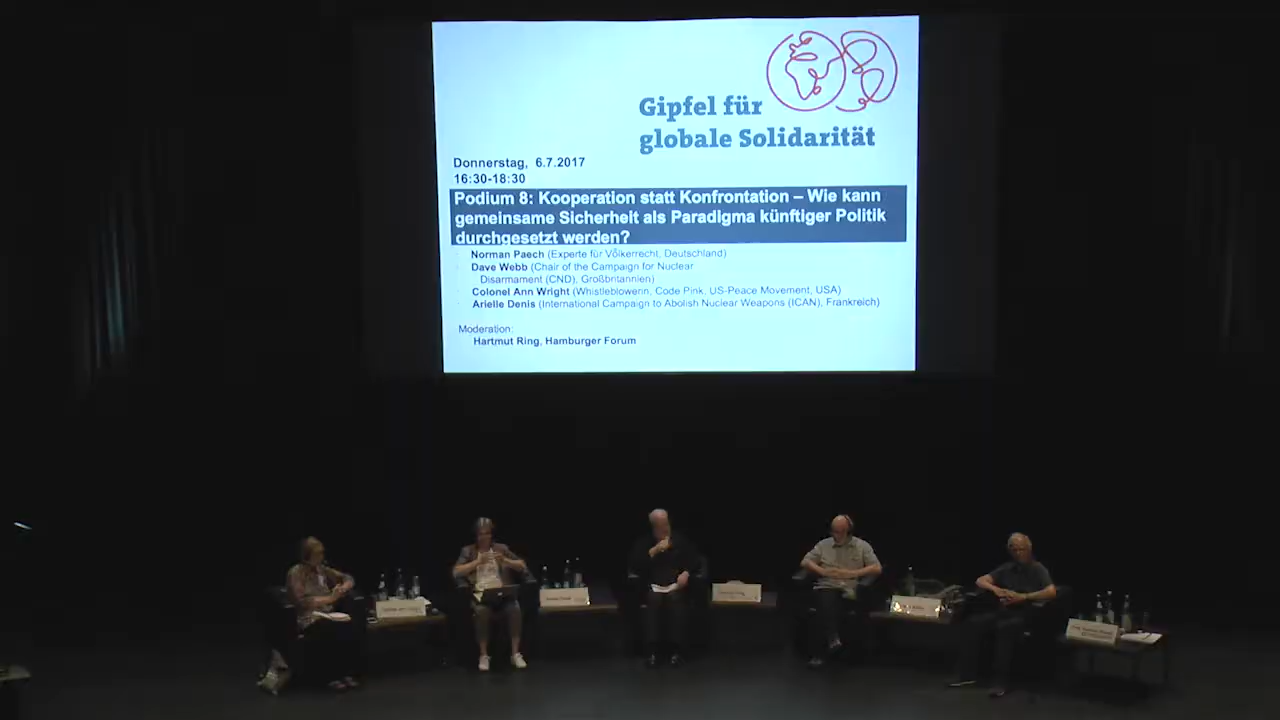 Gipfel für
globale Solidarität
Donnerstag, 6.7.2017
16:30-18:30
Podium 8: Kooperation statt Konfrontation – Wie kann
gemeinsame Sicherheit als Paradigma künftiger Politik
durchgesetzt werden?
Norman Paech (Experte für Völkerrecht, Deutschland)
Dave Webb (Chair of the Campaign for Nuclear
Disarmament (CND), Großbritannien)
Colonel Ann Wright (Whistleblowerin, Code Pink, US-Peace Movement, USA)
Arielle Denis (International Campaign to Abolish Nuclear Weapons (ICAN), Frankreich)
Moderation:
Hartmut Ring, Hamburger Forum